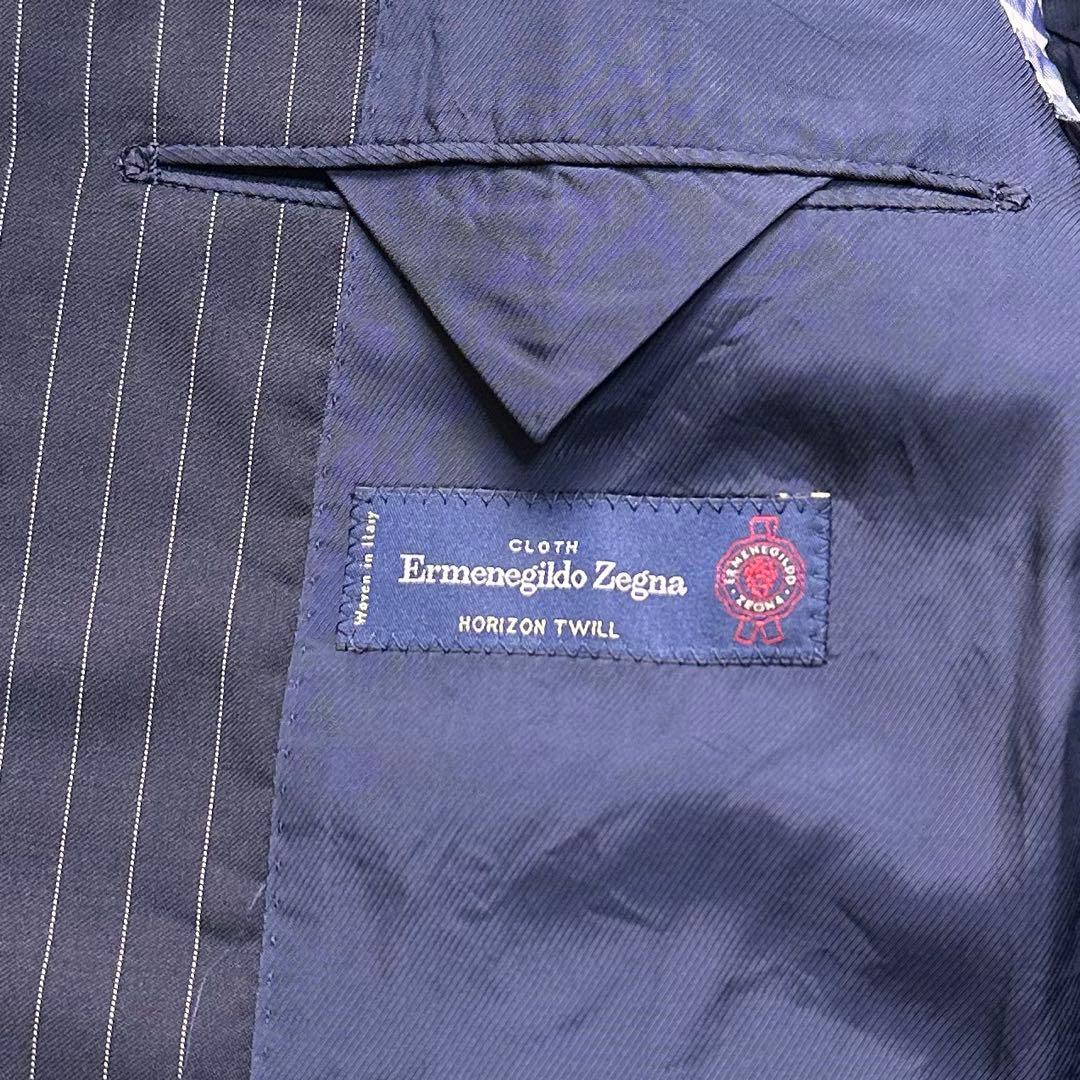 Woven in Italy
CLOTH
Ermenegildo Zegna
HORIZON TWILL
ERMENEGILDO
ZEGNA